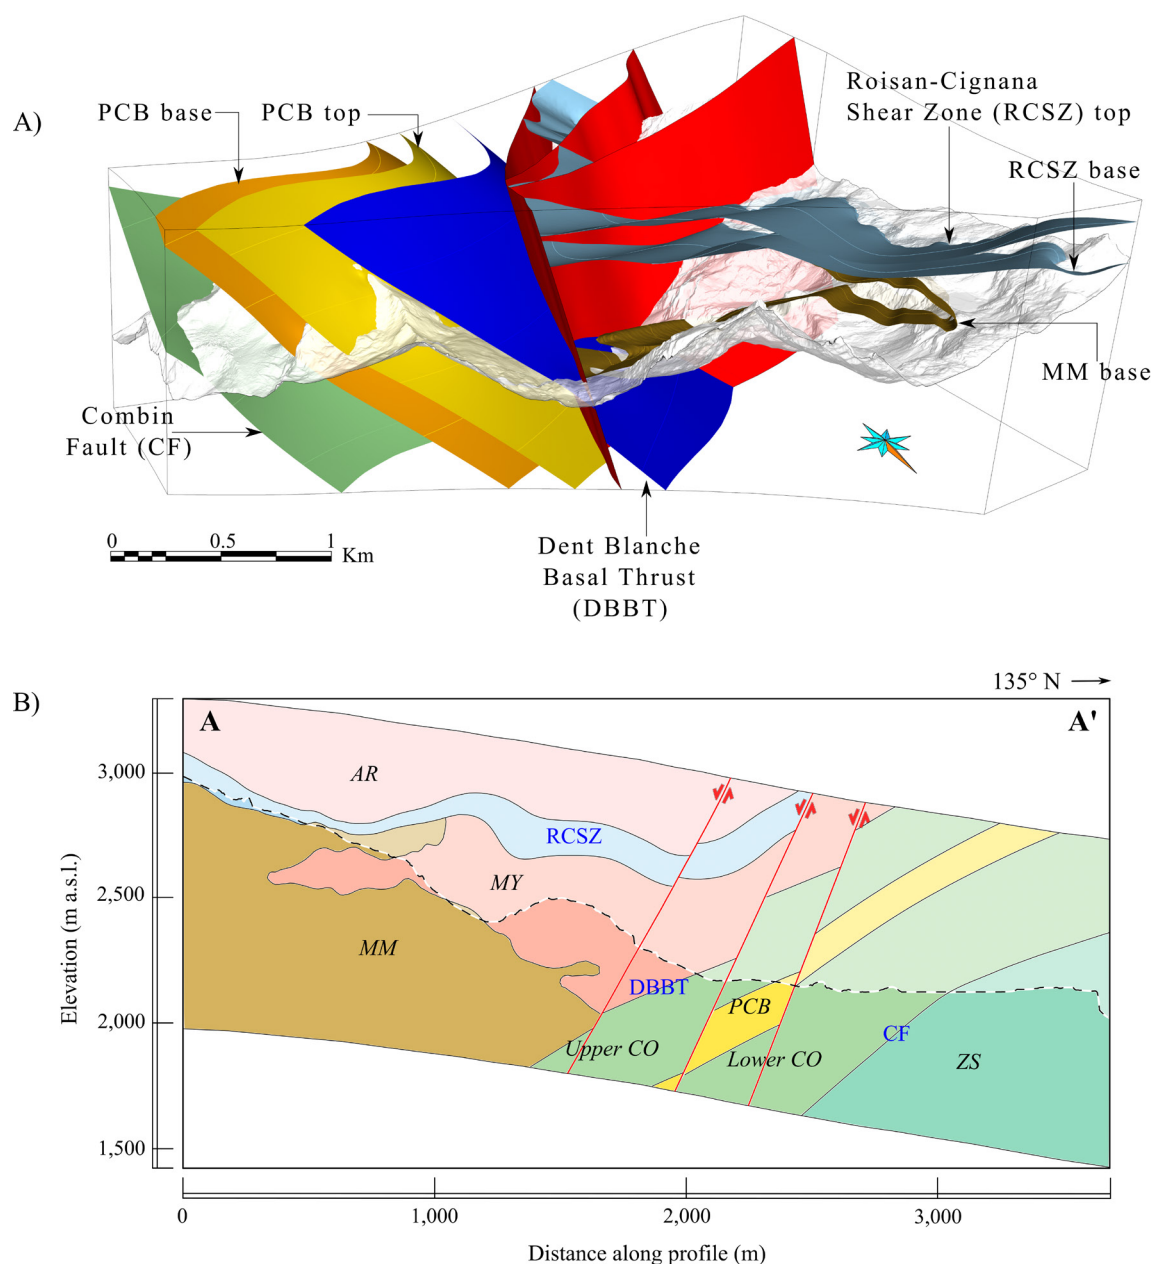 A)
PCB base
PCB top
Roisan-Cignana
Shear Zone (RCSZ) top
RCSZ base
MM base
Combin
Fault (CF)
0 0.5 1
Km
Dent Blanche
Basal Thrust
(DBBT)
B)
135° N
A
A'
AR
RCSZ
MY
MM
DBBT
PCB
Upper CO
Lower CO
CF
ZS
3,000
2,500
2,000
1,500
Elevation (m a.s.l.)
0 1,000 2,000 3,000
Distance along profile (m)